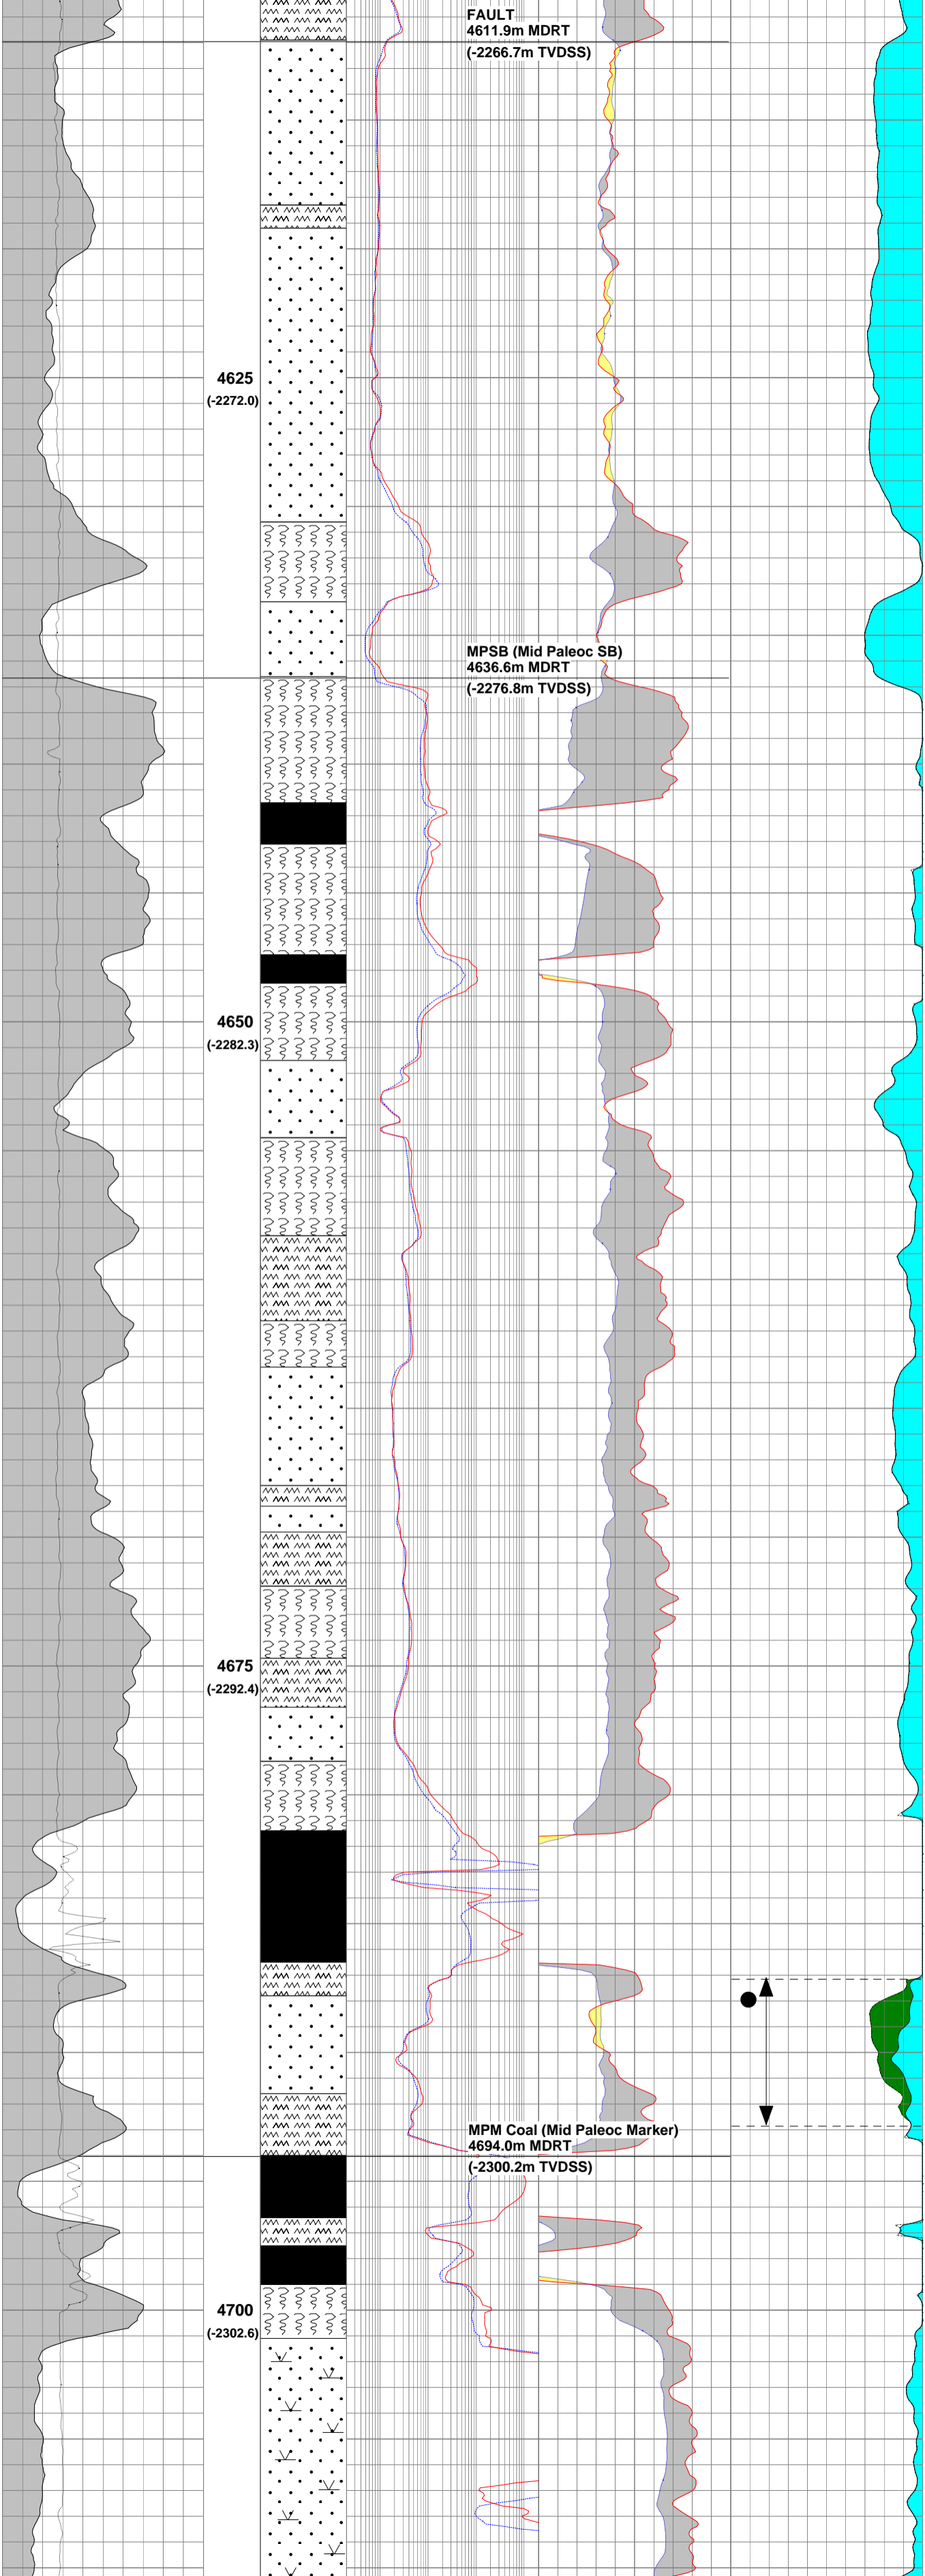 FAULT
4611.9m MDRT
(-2266.7m TVDSS)
4625
(-2272.0)
MPSB (Mid Paleoc SB)
4636.6m MDRT
(-2276.8m TVDSS)
4650
(-2282.3)
4675
(-2292.4)
MPM Coal (Mid Paleoc Marker)
4694.0m MDRT
(-2300.2m TVDSS)
4700
(-2302.6)